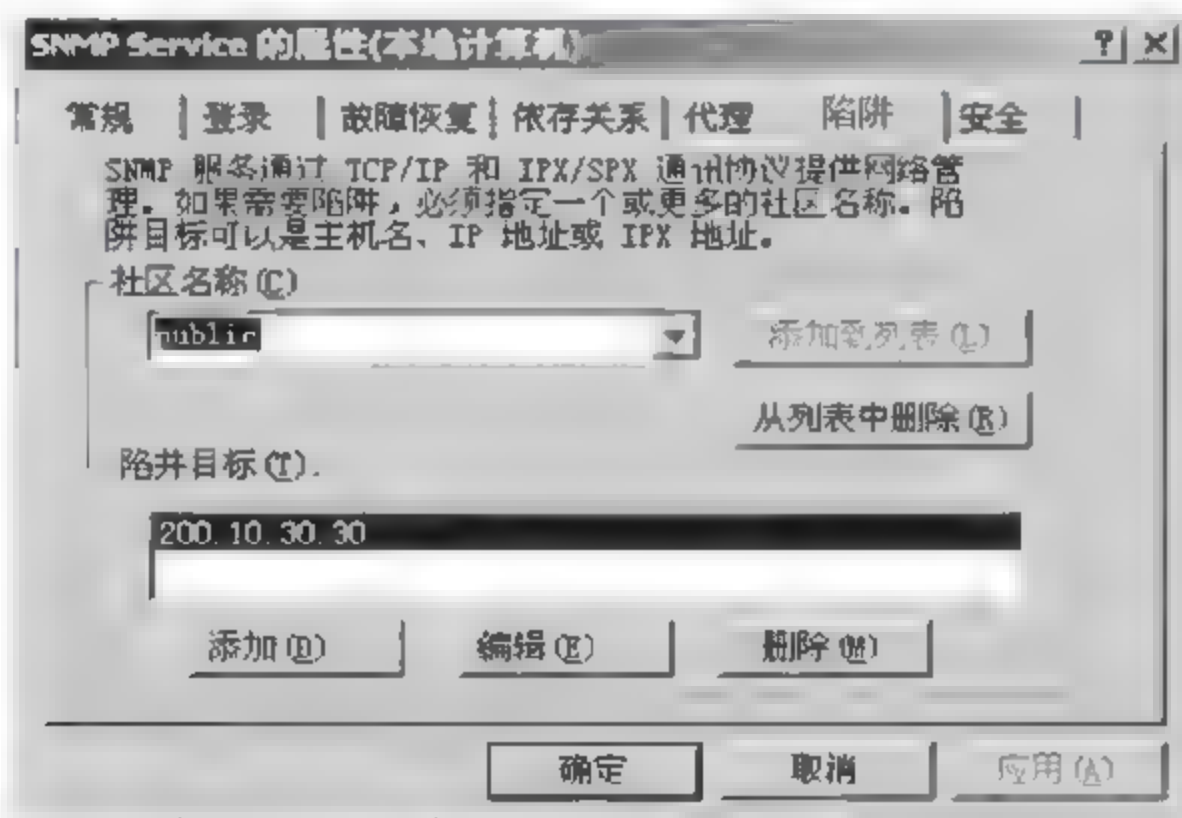 SNMP Service 的属性(本地计算机)
常规 登录 故障恢复 依存关系 代理 陷阱 安全
SNMP 服务通过 TCP/IP 和 IPX/SPX 通讯协议提供网络管
理。如果需要陷阱，必须指定一个或更多的社区名称。陷
阱目标可以是主机名、IP 地址或 IPX 地址。
社区名称(C)
public
添加到列表(L)
从列表中删除(R)
陷井目标(T).
200.10.30.30
添加(D) 编辑(E) 删除(M)
确定 取消 应用(A)